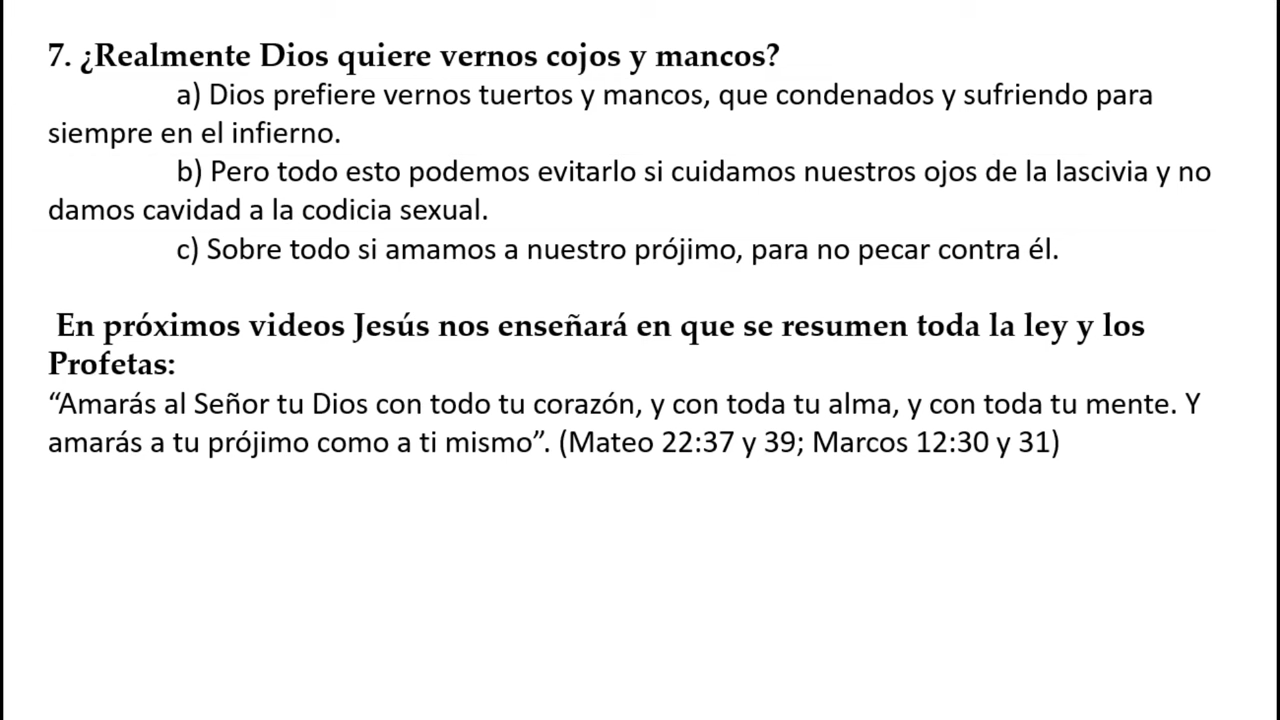 7. ¿Realmente Dios quiere vernos cojos y mancos?
a) Dios prefiere vernos tuertos y mancos, que condenados y sufriendo para
siempre en el infierno.
b) Pero todo esto podemos evitarlo si cuidamos nuestros ojos de la lascivia y no
damos cavidad a la codicia sexual.
c) Sobre todo si amamos a nuestro prójimo, para no pecar contra él.
En próximos videos Jesús nos enseñará en que se resumen toda la ley y los
Profetas:
“Amarás al Señor tu Dios con todo tu corazón, y con toda tu alma, y con toda tu mente. Y
amarás a tu prójimo como a ti mismo”. (Mateo 22:37 y 39; Marcos 12:30 y 31)